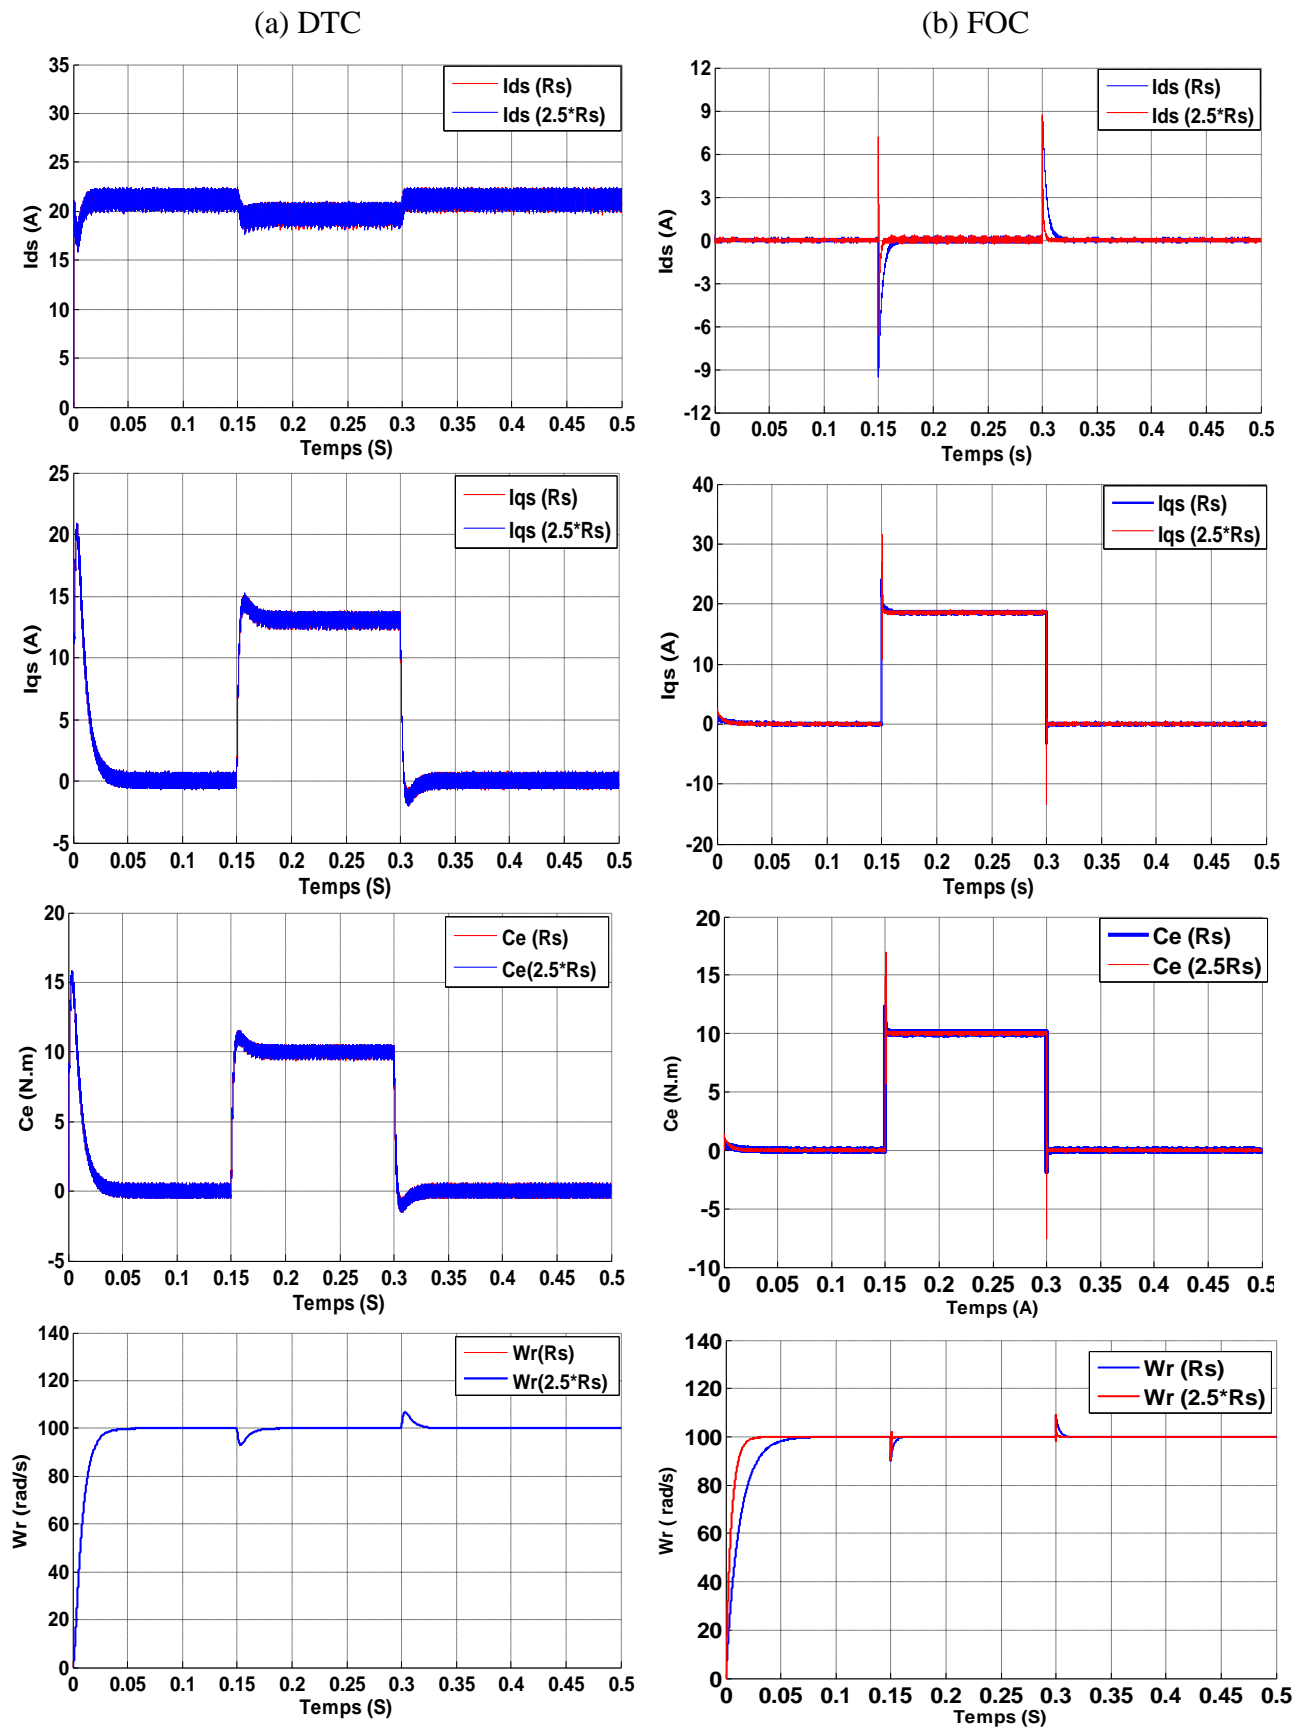 (a) DTC
(b) FOC
35
30
25
20
15
10
5
0
Ids (A)
Ids (Rs)
Ids (2.5*Rs)
0 0.05 0.1 0.15 0.2 0.25 0.3 0.35 0.4 0.45 0.5
Temps (S)
12
9
6
3
0
-3
-6
-9
-12
Ids (A)
Ids (Rs)
Ids (2.5*Rs)
0 0.05 0.1 0.15 0.2 0.25 0.3 0.35 0.4 0.45 0.5
Temps (s)
25
20
15
10
5
0
-5
Iqs (A)
Iqs (Rs)
Iqs (2.5*Rs)
0 0.05 0.1 0.15 0.2 0.25 0.3 0.35 0.4 0.45 0.5
Temps (S)
40
30
20
10
0
-10
-20
Iqs (A)
Iqs (Rs)
Iqs (2.5*Rs)
0 0.05 0.1 0.15 0.2 0.25 0.3 0.35 0.4 0.45 0.5
Temps (s)
20
15
10
5
0
-5
Ce (N.m)
Ce (Rs)
Ce(2.5*Rs)
0 0.05 0.1 0.15 0.2 0.25 0.3 0.35 0.4 0.45 0.5
Temps (S)
20
15
10
5
0
-5
-10
Ce (N.m)
Ce (Rs)
Ce (2.5Rs)
0 0.05 0.1 0.15 0.2 0.25 0.3 0.35 0.4 0.45 0.5
Temps (A)
140
120
100
80
60
40
20
0
Wr (rad/s)
Wr(Rs)
Wr(2.5*Rs)
0 0.05 0.1 0.15 0.2 0.25 0.3 0.35 0.4 0.45 0.5
Temps (S)
140
120
100
80
60
40
20
0
Wr ( rad/s)
Wr (Rs)
Wr (2.5*Rs)
0 0.05 0.1 0.15 0.2 0.25 0.3 0.35 0.4 0.45 0.5
Temps (S)